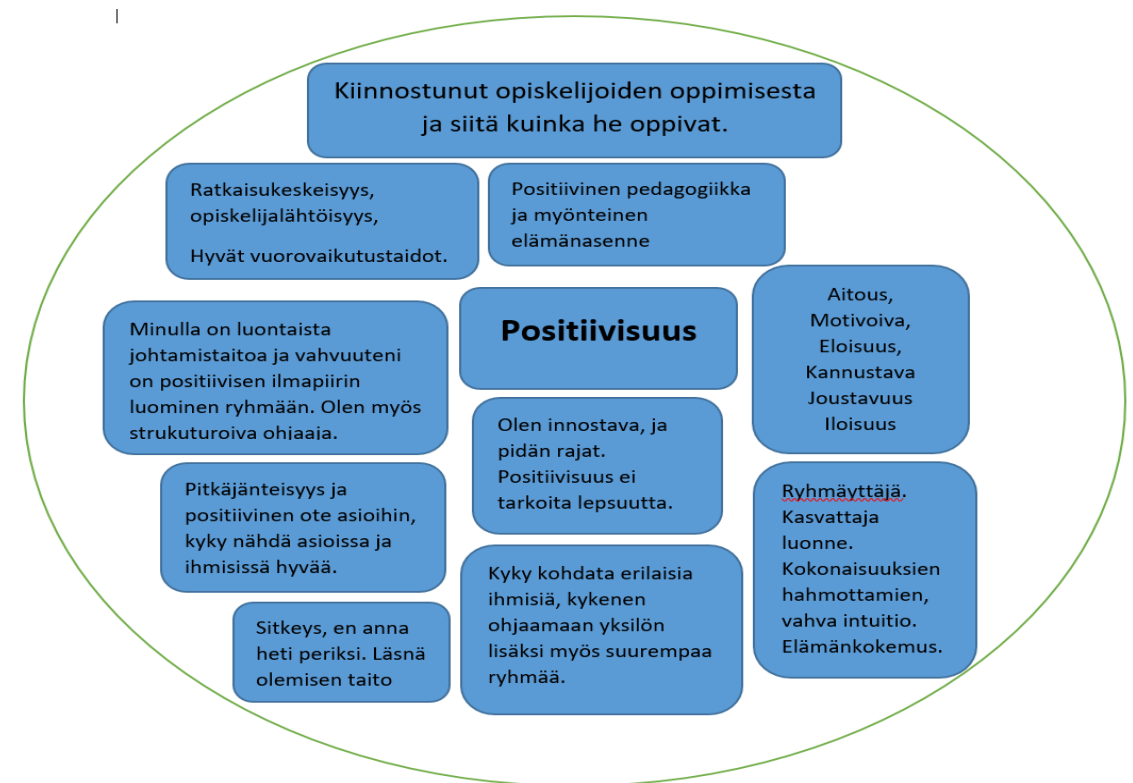 Kiinnostunut opiskelijoiden oppimisesta
ja siitä kuinka he oppivat.
Ratkaisukeskeisyys,
opiskelijalähtöisyys,
Hyvät vuorovaikutustaidot.
Positiivinen pedagogiikka
ja myönteinen
elämänasenne
Minulla on luontaista
johtamistaitoa ja vahvuuteni
on positiivisen ilmapiirin
luominen ryhmään. Olen myös
strukuturoiva ohjaaja.
Positiivisuus
Aitous,
Motivoiva,
Eloisuus,
Kannustava
Joustavuus
Iloisuus
Olen innostava, ja
pidän rajat.
Positiivisuus ei
tarkoita lepsuutta.
Pitkäjänteisyys ja
positiivinen ote asioihin,
kyky nähdä asioissa ja
ihmisissä hyvää.
Ryhmäyttäjä.
Kasvattaja
luonne.
Kokonaisuuksien
hahmottamien,
vahva intuitio.
Elämänkokemus.
Kyky kohdata erilaisia
ihmisiä, kykenen
ohjaamaan yksilön
lisäksi myös suurempaa
ryhmää.
Sitkeys, en anna
heti periksi. Läsnä
olemisen taito